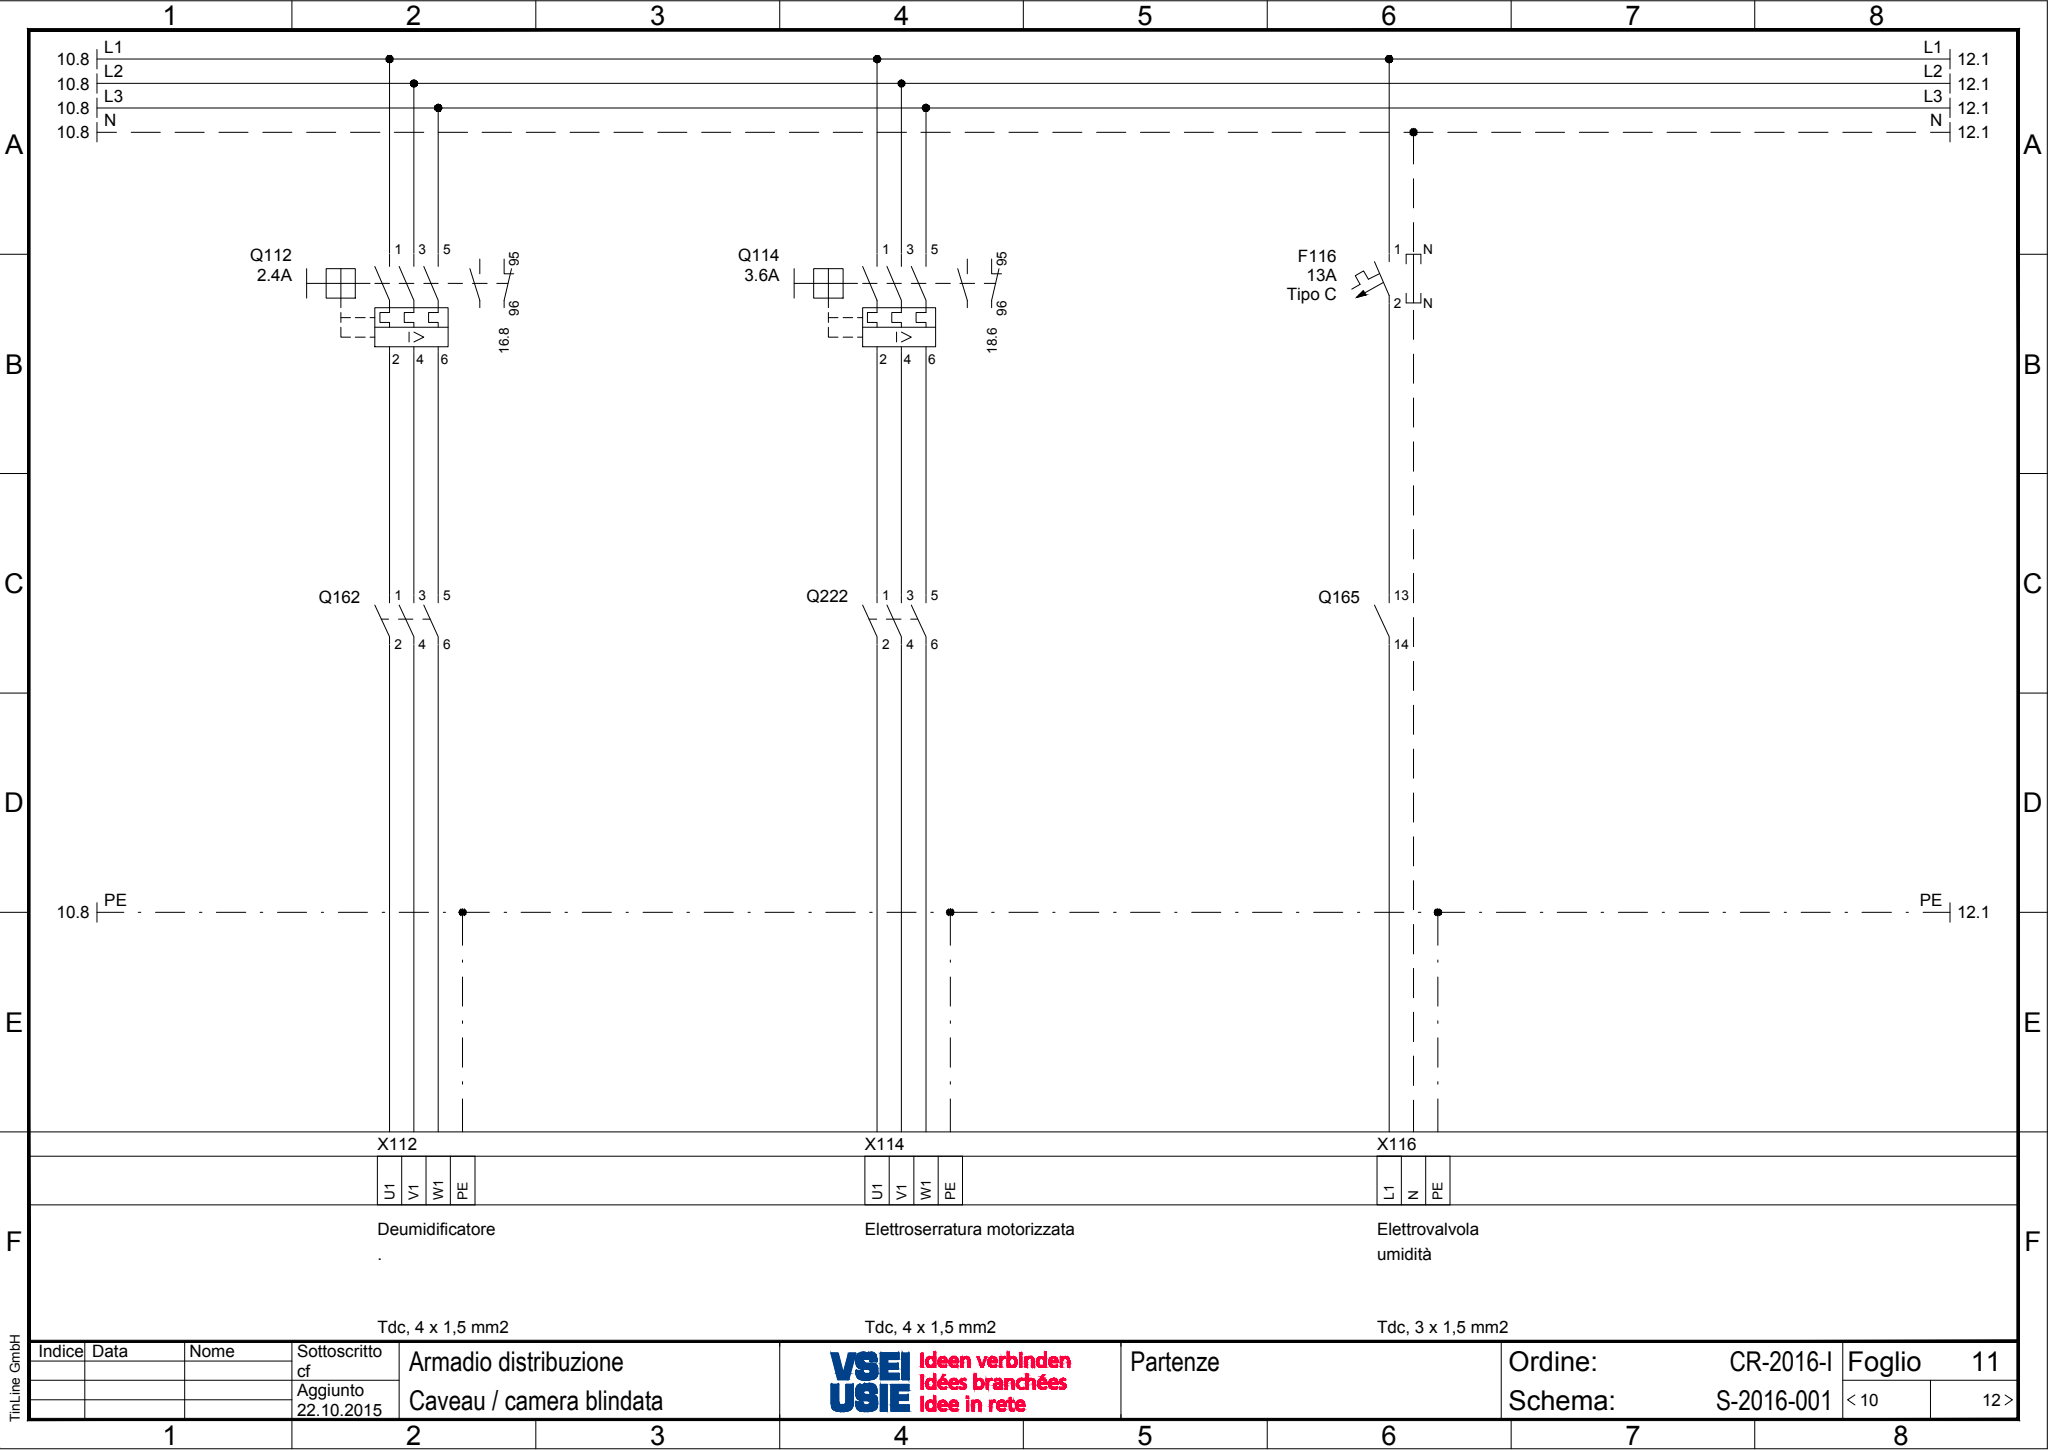 1 2 3 4 5 6 7 8
10.8 L1 L1 12.1
10.8 L2 L2 12.1
10.8 L3 L3 12.1
10.8 N N 12.1
A A
Q112 1 3 5 95
2.4A
96
16.8
I>
2 4 6
Q114 1 3 5 95
3.6A
96
18.6
I>
2 4 6
F116 1 N
13A
Tipo C
2 N
B B
C C
Q162 1 3 5
2 4 6
Q222 1 3 5
2 4 6
Q165 13
14
D D
10.8 PE PE 12.1
E E
X112 X114 X116
U1 V1 W1 PE
U1 V1 W1 PE
L1 N PE
F F
Deumidificatore
.
Tdc, 4 x 1,5 mm2
Elettroserratura motorizzata
Tdc, 4 x 1,5 mm2
Elettrovalvola
umidità
Tdc, 3 x 1,5 mm2
TinLine GmbH
Indice Data Nome Sottoscritto
cf
Aggiunto
22.10.2015
Armadio distribuzione
Caveau / camera blindata
VSEI
USIE
Ideen verbinden
Idées branchées
Idee in rete
Partenze
Ordine: CR-2016-I
Schema: S-2016-001
Foglio 11
< 10 12 >
1 2 3 4 5 6 7 8